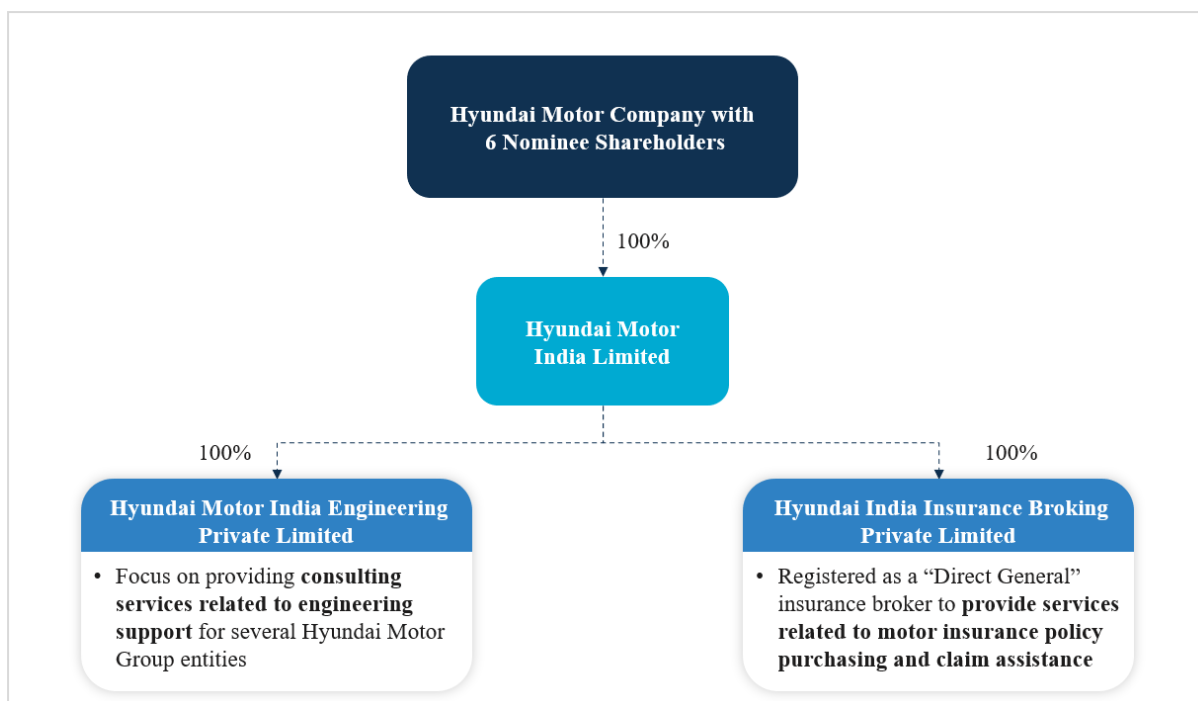 Hyundai Motor Company with
6 Nominee Shareholders
100%
Hyundai Motor
India Limited
100%
100%
Hyundai Motor India Engineering
Private Limited
• Focus on providing consulting
services related to engineering
support for several Hyundai Motor
Group entities
Hyundai India Insurance Broking
Private Limited
• Registered as a “Direct General”
insurance broker to provide services
related to motor insurance policy
purchasing and claim assistance